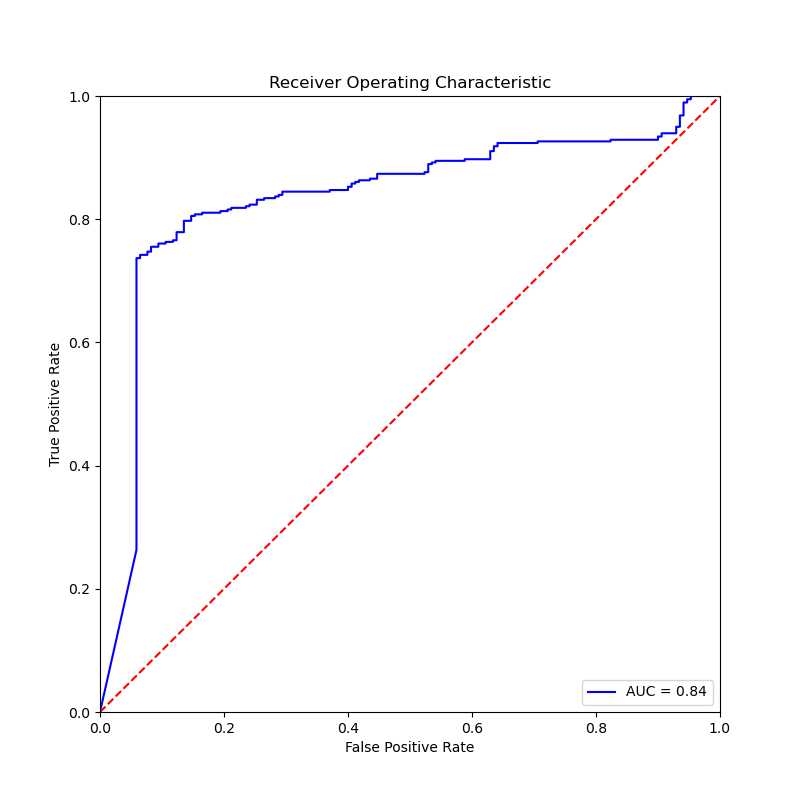 Receiver Operating Characteristic
1.0
0.8
0.6
0.4
0.2
0.0
True Positive Rate
AUC = 0.84
0.0 0.2 0.4 0.6 0.8 1.0
False Positive Rate